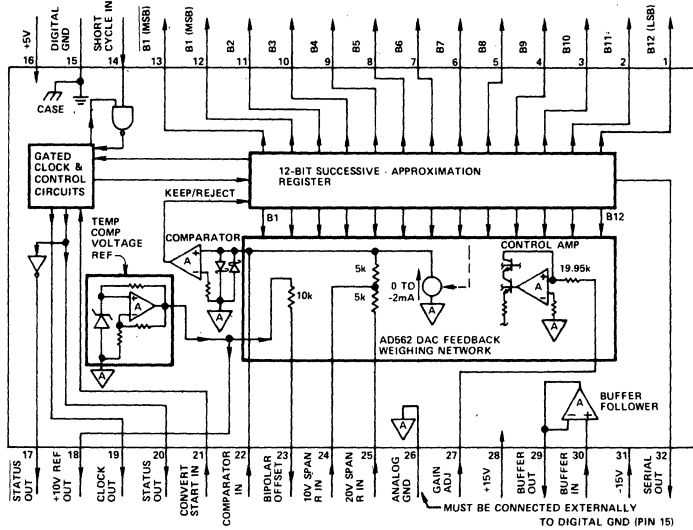 +5V
DIGITAL
GND
SHORT
CYCLE IN
B1 (MSB)
B1 (MSB)
B2
B3
B4
B5
B6
B7
B8
B9
B10
B11
B12 (LSB)
16
15
14
13
12
11
10
9
8
7
6
5
4
3
2
1
CASE
GATED
CLOCK &
CONTROL
CIRCUITS
12-BIT SUCCESSIVE - APPROXIMATION
REGISTER
KEEP/REJECT
B1
B12
TEMP
COMP
VOLTAGE
REF
COMPARATOR
CONTROL AMP
A
A
A
A
A
A
A
A
10k
5k
5k
0 TO
-2mA
19.95k
AD562 DAC FEEDBACK
WEIGHING NETWORK
BUFFER
FOLLOWER
A
A
17
18
19
20
21
22
23
24
25
26
27
28
29
30
31
32
STATUS
OUT
+10V REF
OUT
CLOCK OUT
STATUS
OUT
CONVERT
START IN
COMPARATOR
IN
BIPOLAR
OFFSET
10V SPAN
R IN
20V SPAN
R IN
ANALOG
GND
GAIN
ADJ
+15V
BUFFER
OUT
BUFFER
IN
-15V
SERIAL
OUT
MUST BE CONNECTED EXTERNALLY
TO DIGITAL GND (PIN 15)